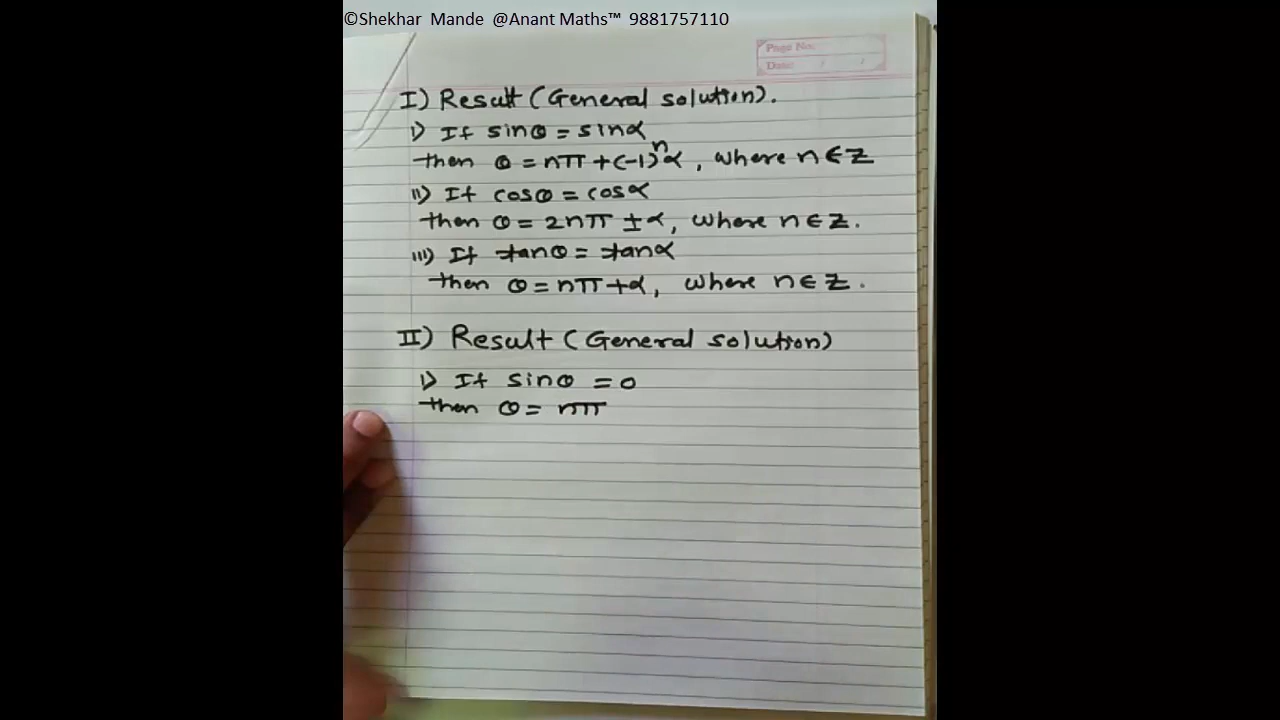 ©Shekhar Mande @Anant Maths™ 9881757110
Page No.
Date: / /
I) Result (General solution).
i) If sinθ = sinα
then θ = nπ + (-1)ⁿα, where n∈Z
ii) If cosθ = cosα
then θ = 2nπ ± α, where n∈Z.
iii) If tanθ = tanα
then θ = nπ + α, where n∈Z.
II) Result (General solution)
i) If sinθ = 0
then θ = nπ